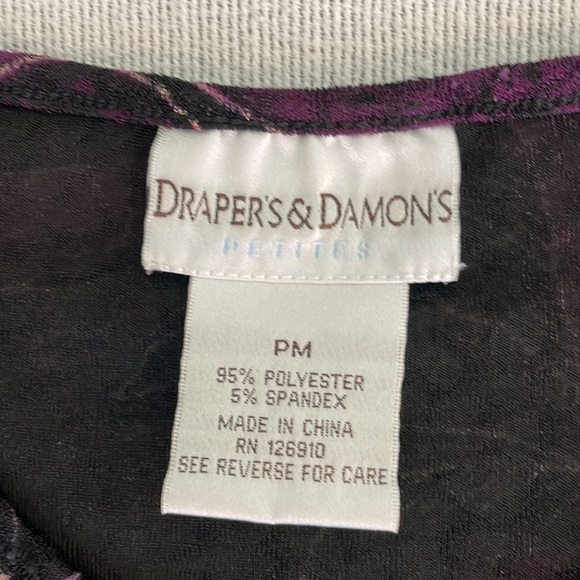 DRAPER'S & DAMON'S
PETITES
PM
95% POLYESTER
5% SPANDEX
MADE IN CHINA
RN 126910
SEE REVERSE FOR CARE